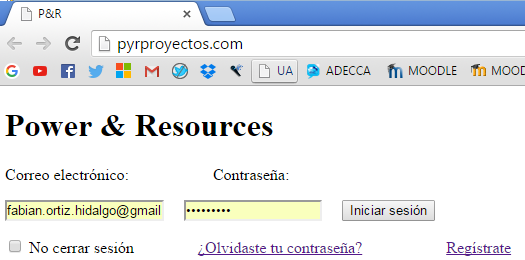 P&R
pyrproyectos.com
UA ADECCA MOODLE MOOD
Power & Resources
Correo electrónico: Contraseña:
fabian.ortiz.hidalgo@gmail ••••••••• Iniciar sesión
No cerrar sesión ¿Olvidaste tu contraseña? Regístrate